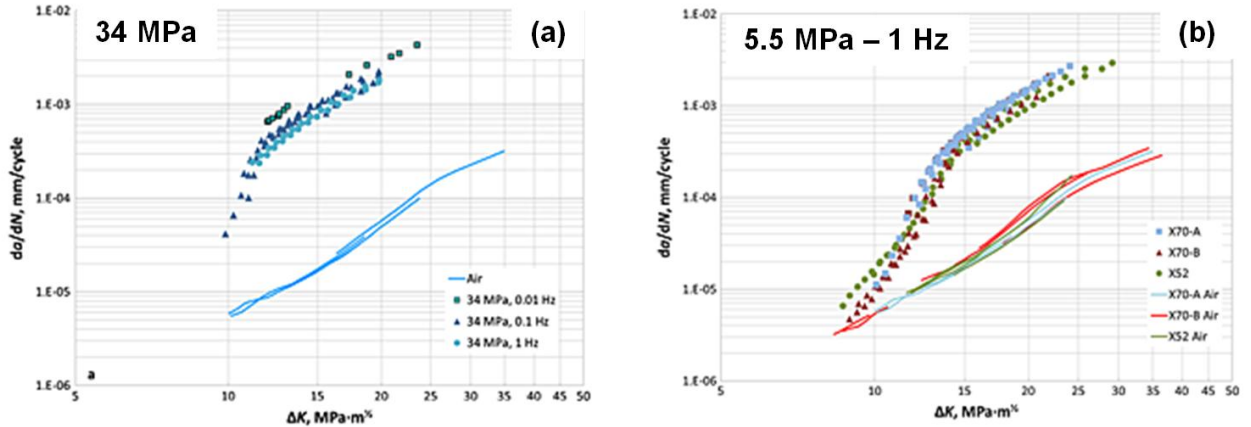 34 MPa
(a)
1.E-02
1.E-03
1.E-04
1.E-05
1.E-06
da/dN, mm/cycle
Air
34 MPa, 0.01 Hz
34 MPa, 0.1 Hz
34 MPa, 1 Hz
a
5 10 15 20 25 30 35 40 45 50
ΔK, MPa·m½
5.5 MPa – 1 Hz
(b)
1.E-02
1.E-03
1.E-04
1.E-05
1.E-06
da/dN, mm/cycle
X70-A
X70-B
X52
X70-A Air
X70-B Air
X52 Air
5 10 15 20 25 30 35 40 45 50
ΔK, MPa·m½